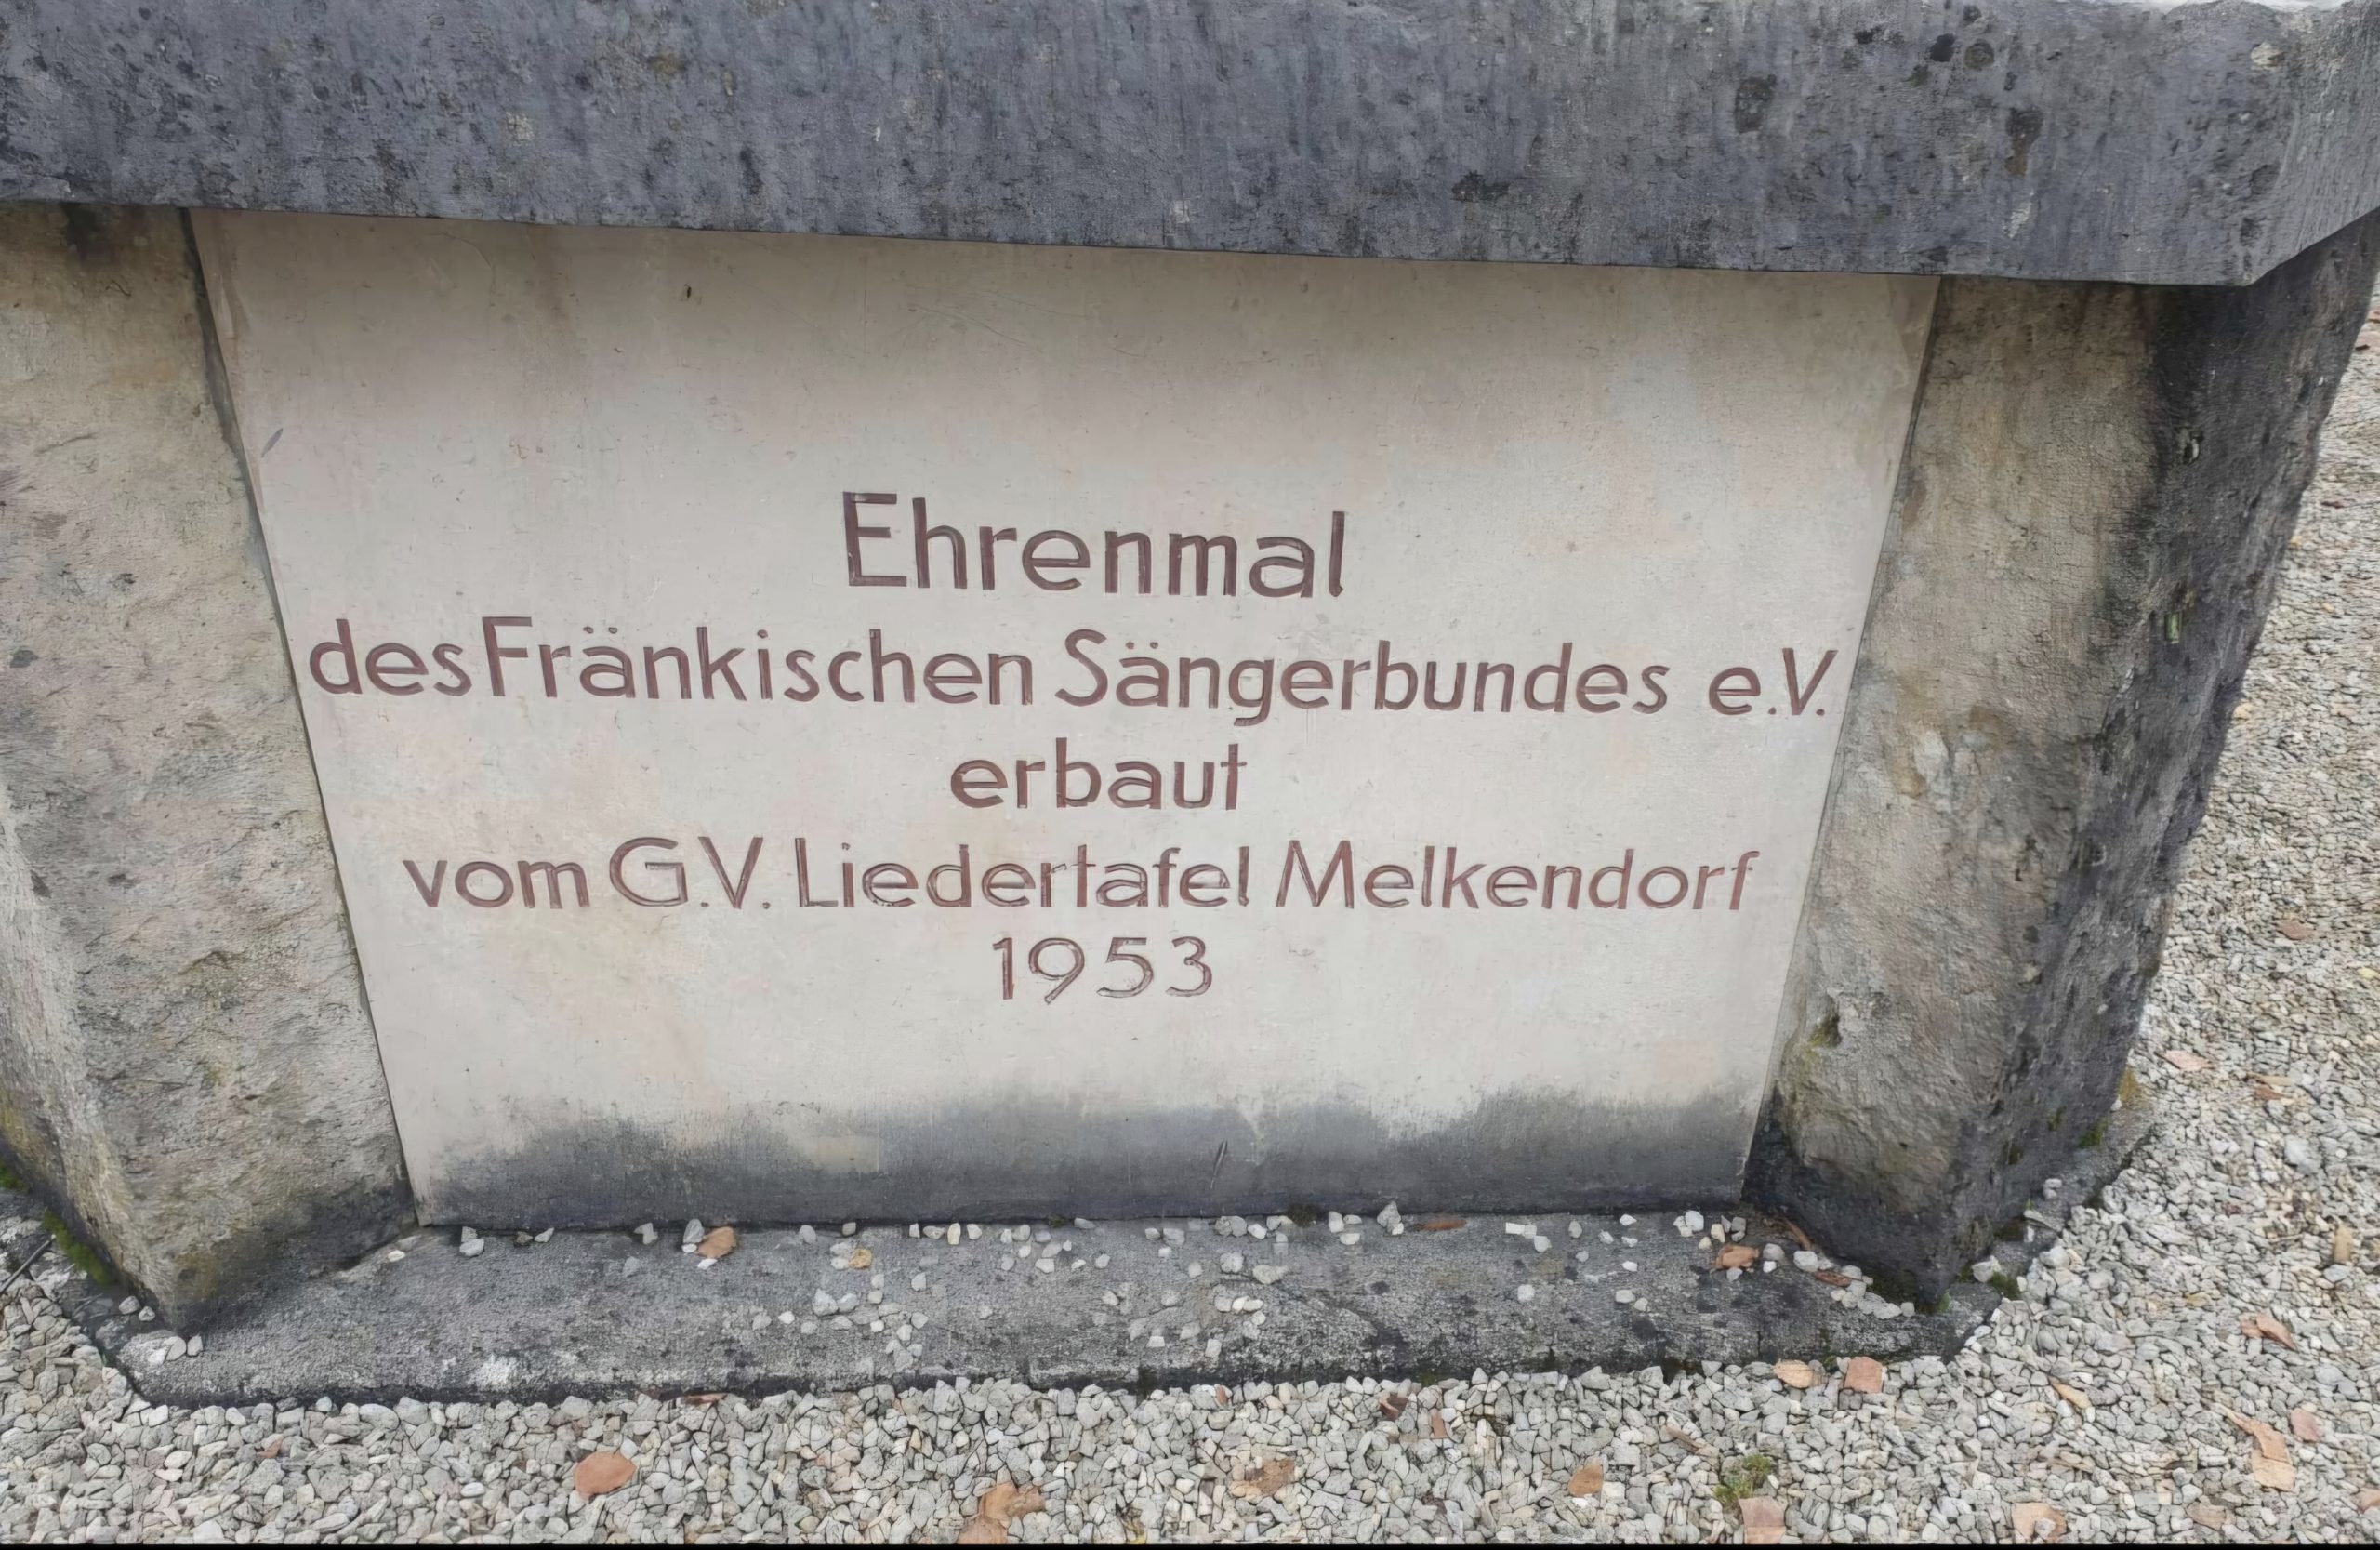 Ehrenmal
des Fränkischen Sängerbundes e.V.
erbaut
vom G.V. Liedertafel Melkendorf
1953